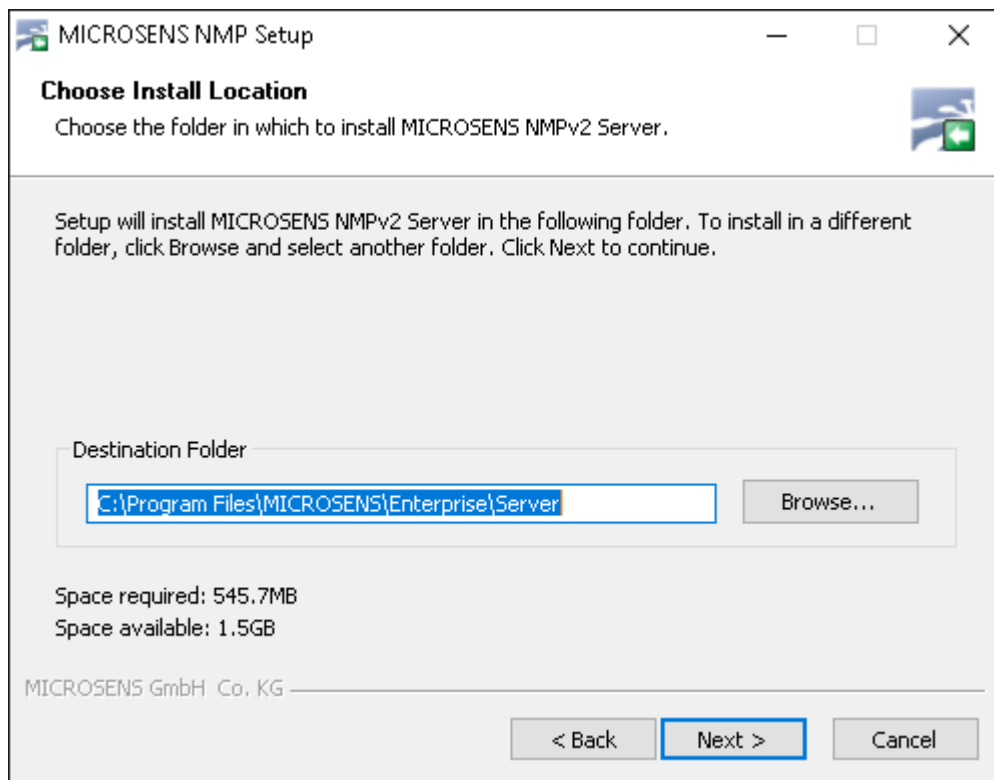 MICROSENS NMP Setup
Choose Install Location
Choose the folder in which to install MICROSENS NMPv2 Server.
Setup will install MICROSENS NMPv2 Server in the following folder. To install in a different
folder, click Browse and select another folder. Click Next to continue.
Destination Folder
C:\Program Files\MICROSENS\Enterprise\Server
Browse...
Space required: 545.7MB
Space available: 1.5GB
MICROSENS GmbH  Co. KG
< Back
Next >
Cancel